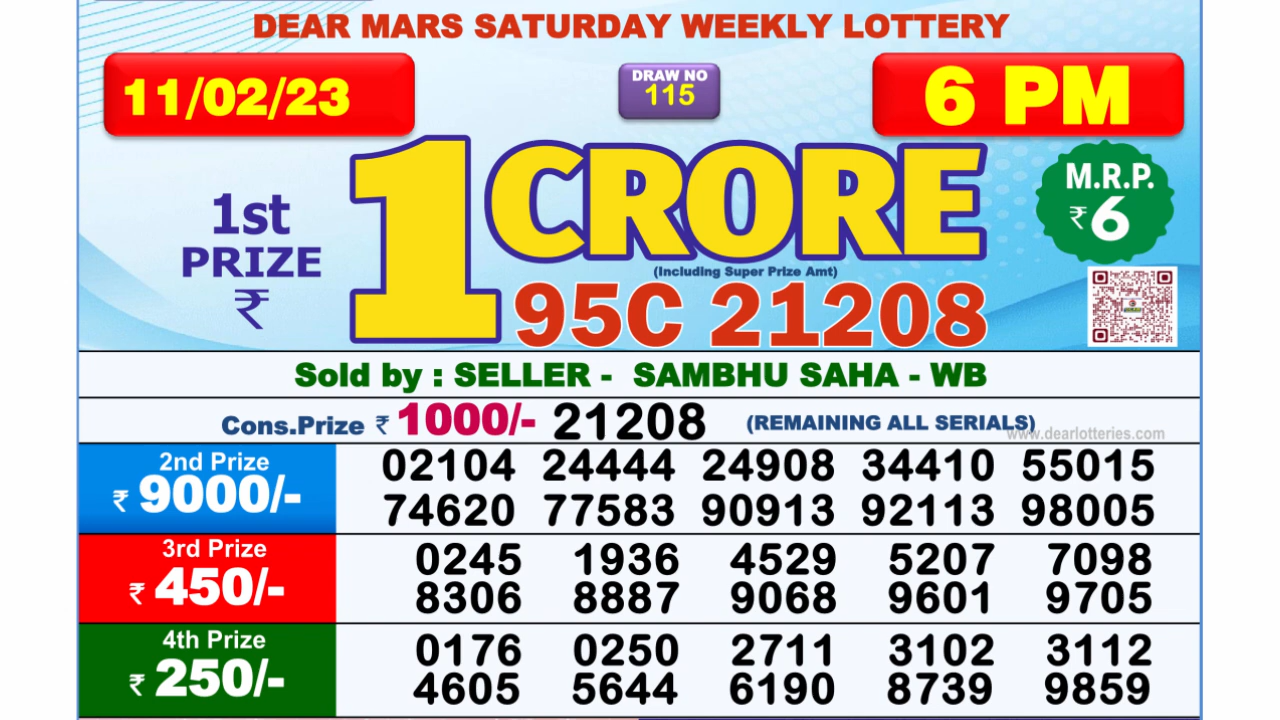 DEAR MARS SATURDAY WEEKLY LOTTERY
11/02/23
DRAW NO
115
6 PM
1st
PRIZE
₹
1 CRORE
(Including Super Prize Amt)
95C 21208
M.R.P.
₹6
Sold by : SELLER - SAMBHU SAHA - WB
Cons.Prize ₹ 1000/- 21208 (REMAINING ALL SERIALS)
www.dearlotteries.com
2nd Prize
₹ 9000/-
02104 24444 24908 34410 55015
74620 77583 90913 92113 98005
3rd Prize
₹ 450/-
0245 1936 4529 5207 7098
8306 8887 9068 9601 9705
4th Prize
₹ 250/-
0176 0250 2711 3102 3112
4605 5644 6190 8739 9859